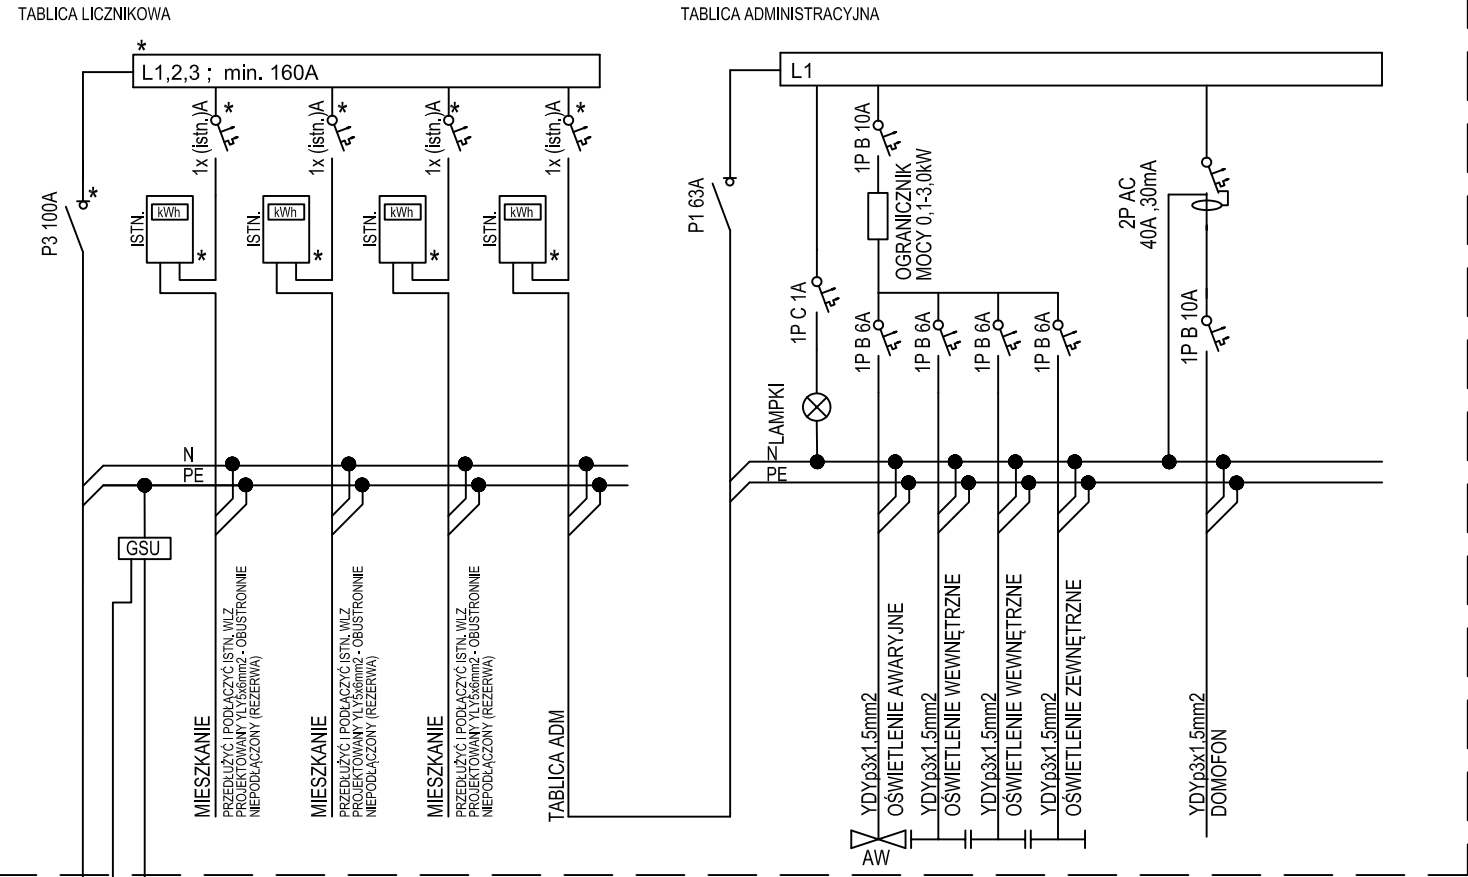 TABLICA LICZNIKOWA
*
L1,2,3 ; min. 160A
P3 100A
*
1x (istn.)A
*
1x (istn.)A
*
1x (istn.)A
*
1x (istn.)A
*
ISTN.
kWh
*
ISTN.
kWh
*
ISTN.
kWh
*
ISTN.
kWh
*
N
PE
GSU
MIESZKANIE
PRZEDŁUŻYĆ I PODŁĄCZYĆ ISTN. WLZ
PROJEKTOWANY YLY5x6mm2 - OBUSTRONNIE
NIEPODŁĄCZONY (REZERWA)
MIESZKANIE
PRZEDŁUŻYĆ I PODŁĄCZYĆ ISTN. WLZ
PROJEKTOWANY YLY5x6mm2 - OBUSTRONNIE
NIEPODŁĄCZONY (REZERWA)
MIESZKANIE
PRZEDŁUŻYĆ I PODŁĄCZYĆ ISTN. WLZ
PROJEKTOWANY YLY5x6mm2 - OBUSTRONNIE
NIEPODŁĄCZONY (REZERWA)
TABLICA ADM
TABLICA ADMINISTRACYJNA
L1
P1 63A
1P C 1A
LAMPKI
1P B 10A
OGRANICZNIK
MOCY 0,1-3,0kW
1P B 6A
1P B 6A
1P B 6A
1P B 6A
2P AC
40A ,30mA
1P B 10A
N
PE
YDYp3x1,5mm2
OŚWIETLENIE AWARYJNE
YDYp3x1,5mm2
OŚWIETLENIE WEWNĘTRZNE
YDYp3x1,5mm2
OŚWIETLENIE WEWNĘTRZNE
YDYp3x1,5mm2
OŚWIETLENIE ZEWNĘTRZNE
YDYp3x1,5mm2
DOMOFON
AW